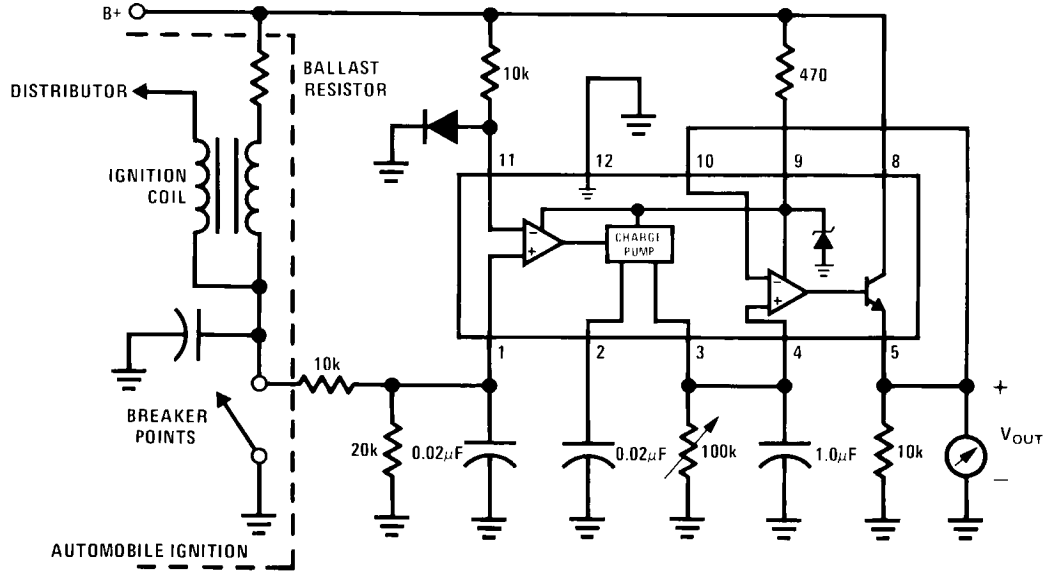 B+
DISTRIBUTOR
BALLAST
RESISTOR
10k
470
IGNITION
COIL
11
12
10
9
8
CHARGE
PUMP
−
+
−
+
1
2
3
4
5
10k
BREAKER
POINTS
20k
0.02μF
0.02μF
100k
1.0μF
10k
+
VOUT
−
AUTOMOBILE IGNITION